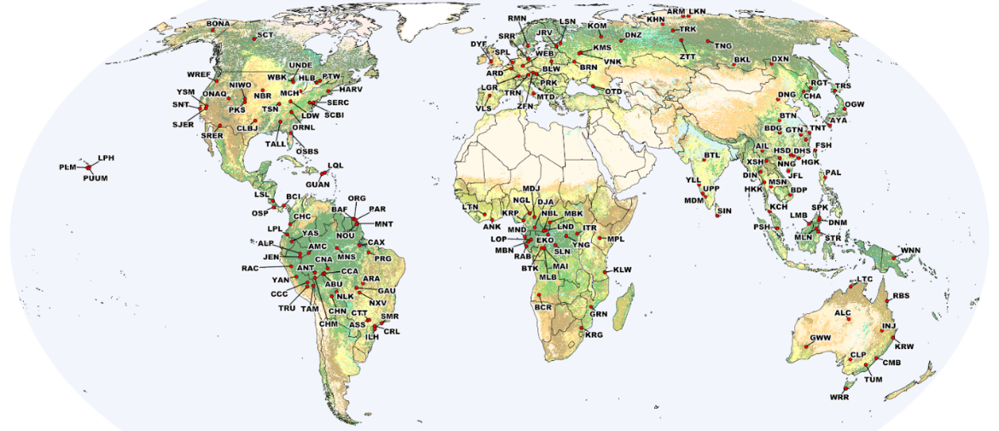 BONA
SCT
WREF
UNDE
WBK
HLB
PTW
YSM
ONAQ
NIWO
NBR
MCH
HARV
SNT
PKS
TSN
SERC
SCBI
SJER
LDW
SRER
CLBJ
ORNL
TALL
OSBS
PLM
LPH
PUUM
LQL
GUAN
LSL
BCI
OSP
ORG
PAR
BAF
MNT
CHC
NOU
LPL
YAS
CAX
ALP
AMC
PRG
JEN
MNS
CNA
RAC
ANT
CCA
YAN
ABU
ARA
CCC
GAU
NLK
TRU
TAM
NXV
CHN
CTT
SMR
CHM
ASS
CRL
ILH
RMN
LSN
SRR
JRV
KOM
DYF
SPL
WEB
KMS
ARD
BLW
VNK
BRN
LGR
PRK
TRN
MTD
OTD
VLS
ZFN
KHN
ARM
LKN
TRK
DNZ
TNG
ZTT
BKL
DXN
RGT
TRS
DNG
CHA
OGW
BTN
AYA
BDG
GTN
TNT
AIL
FSH
BTL
HSD
DHS
XSH
NNG
HGK
DIN
JFL
PAL
YLL
UPP
MSN
HKK
BDP
MDM
SIN
KCH
SPK
LMB
PSH
DNM
MLN
STR
WNN
MDJ
NGL
DJA
LTN
KRP
NBL
MBK
ANK
MND
LND
ITR
LOP
EKO
MPL
MBN
YNG
RAB
SLN
BTK
MAI
KLW
MLB
BCR
GRN
KRG
LTC
RBS
ALC
INJ
GWW
KRW
CLP
CMB
TUM
WRR